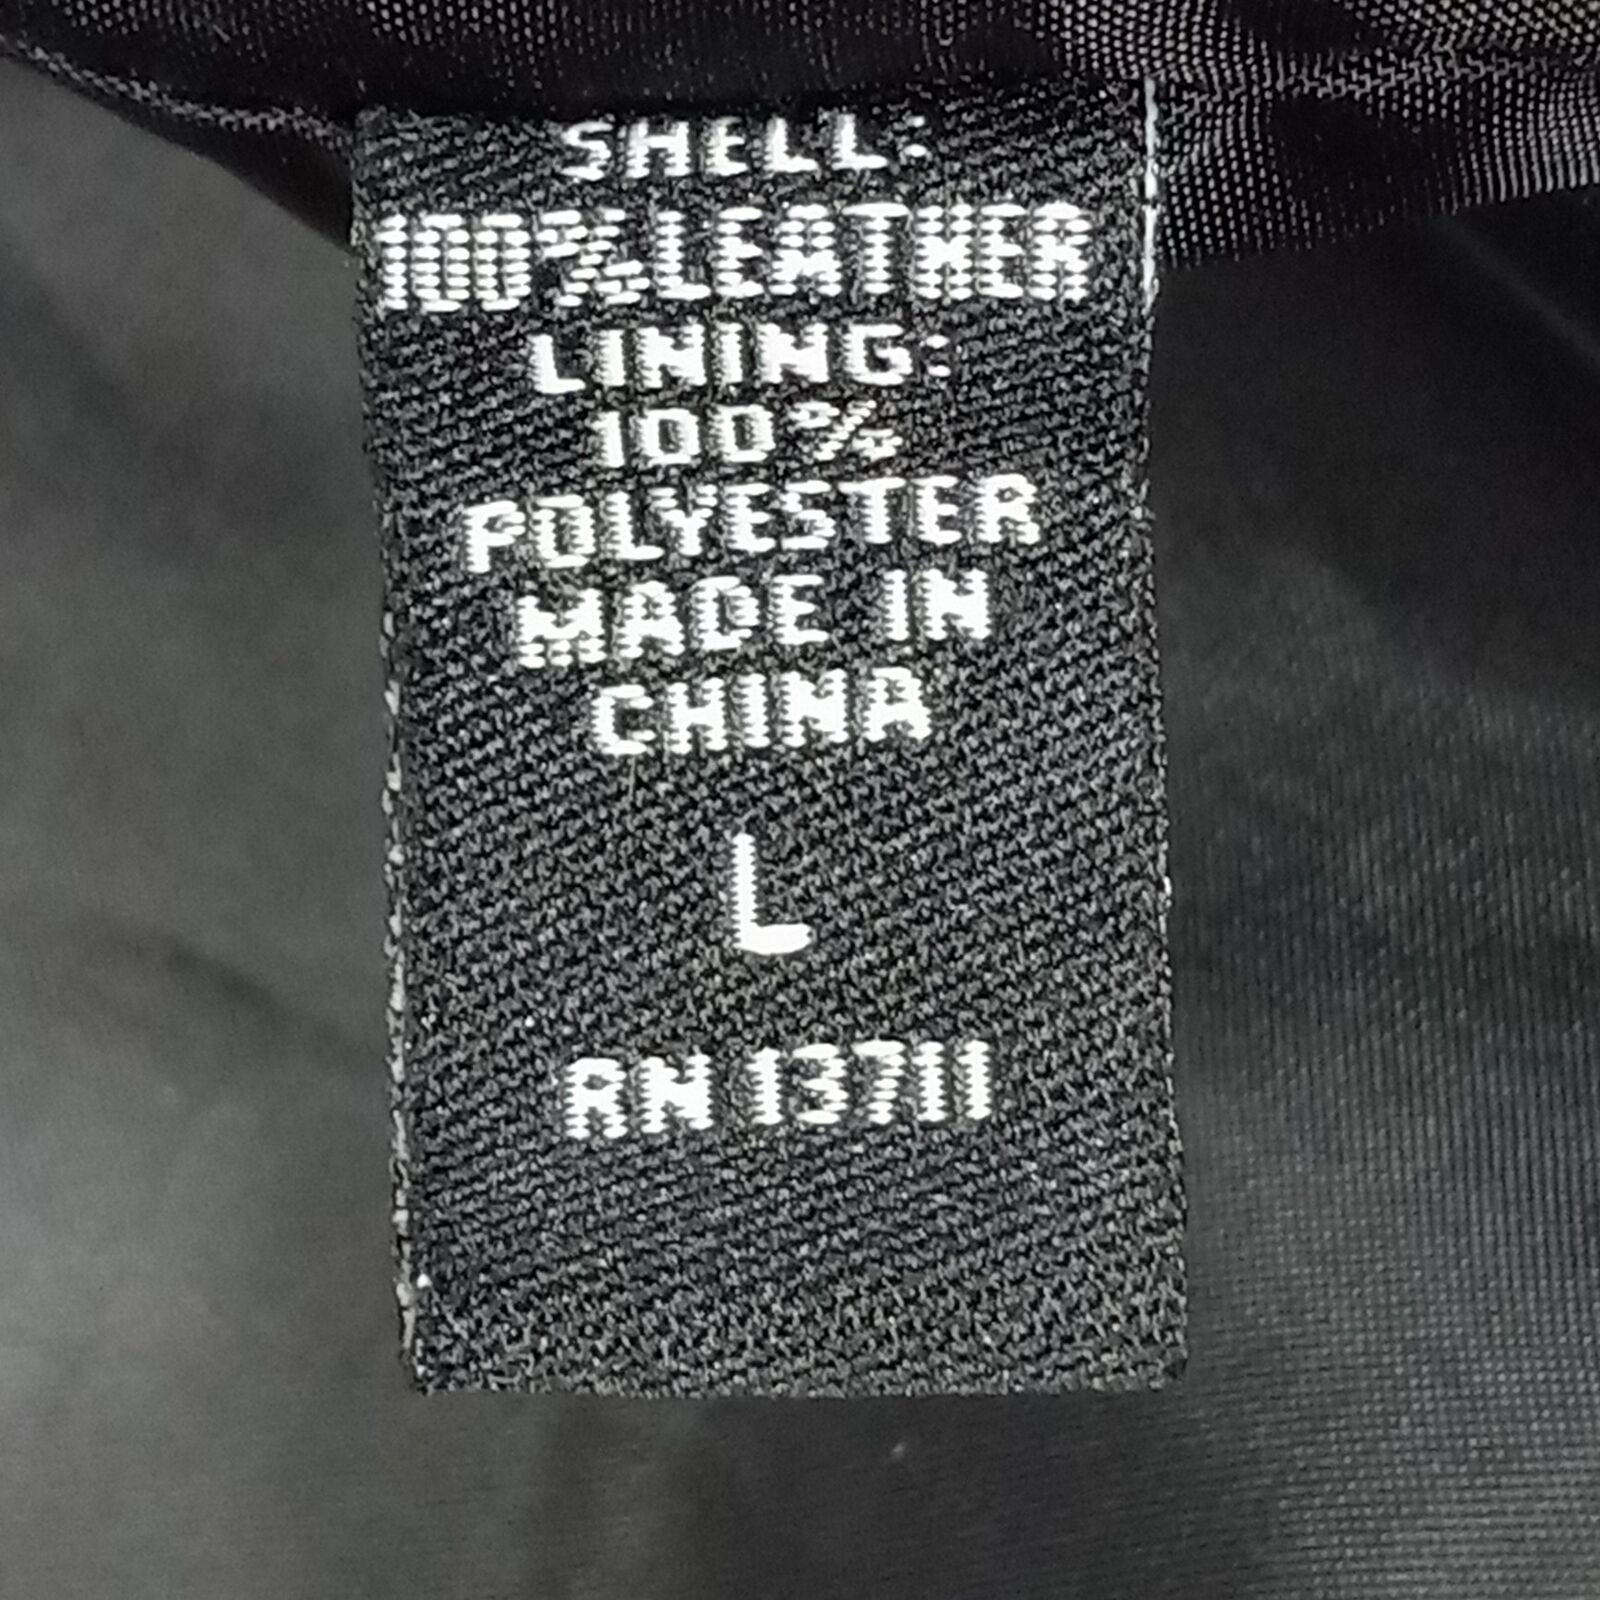 SHELL:
100%LEATHER
LINING:
100%
POLYESTER
MADE IN
CHINA
L
RN 13711